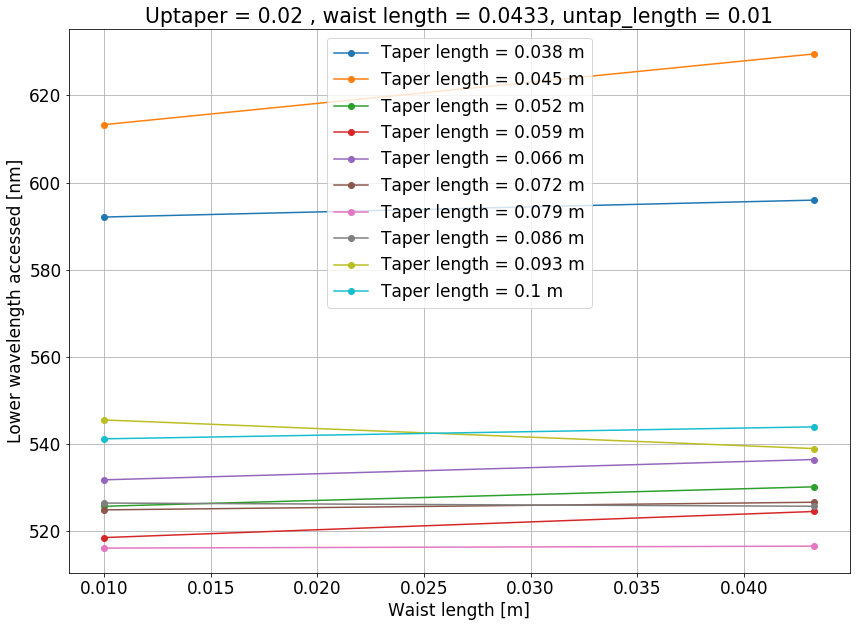 Uptaper = 0.02 , waist length = 0.0433, untap_length = 0.01
Lower wavelength accessed [nm]
620
600
580
560
540
520
Taper length = 0.038 m
Taper length = 0.045 m
Taper length = 0.052 m
Taper length = 0.059 m
Taper length = 0.066 m
Taper length = 0.072 m
Taper length = 0.079 m
Taper length = 0.086 m
Taper length = 0.093 m
Taper length = 0.1 m
0.010 0.015 0.020 0.025 0.030 0.035 0.040
Waist length [m]